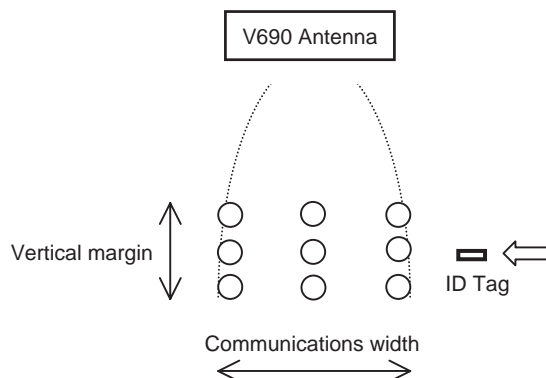 V690 Antenna
Vertical margin
ID Tag
Communications width